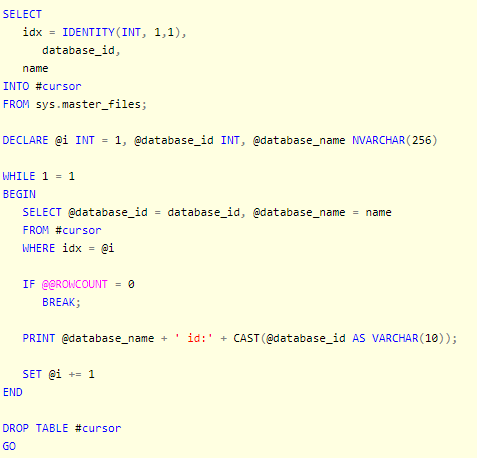 SELECT
   idx = IDENTITY(INT, 1,1),
      database_id,
   name
INTO #cursor
FROM sys.master_files;

DECLARE @i INT = 1, @database_id INT, @database_name NVARCHAR(256)

WHILE 1 = 1
BEGIN
   SELECT @database_id = database_id, @database_name = name
   FROM #cursor
   WHERE idx = @i

   IF @@ROWCOUNT = 0
      BREAK;

   PRINT @database_name + ' id:' + CAST(@database_id AS VARCHAR(10));

   SET @i += 1
END

DROP TABLE #cursor
GO